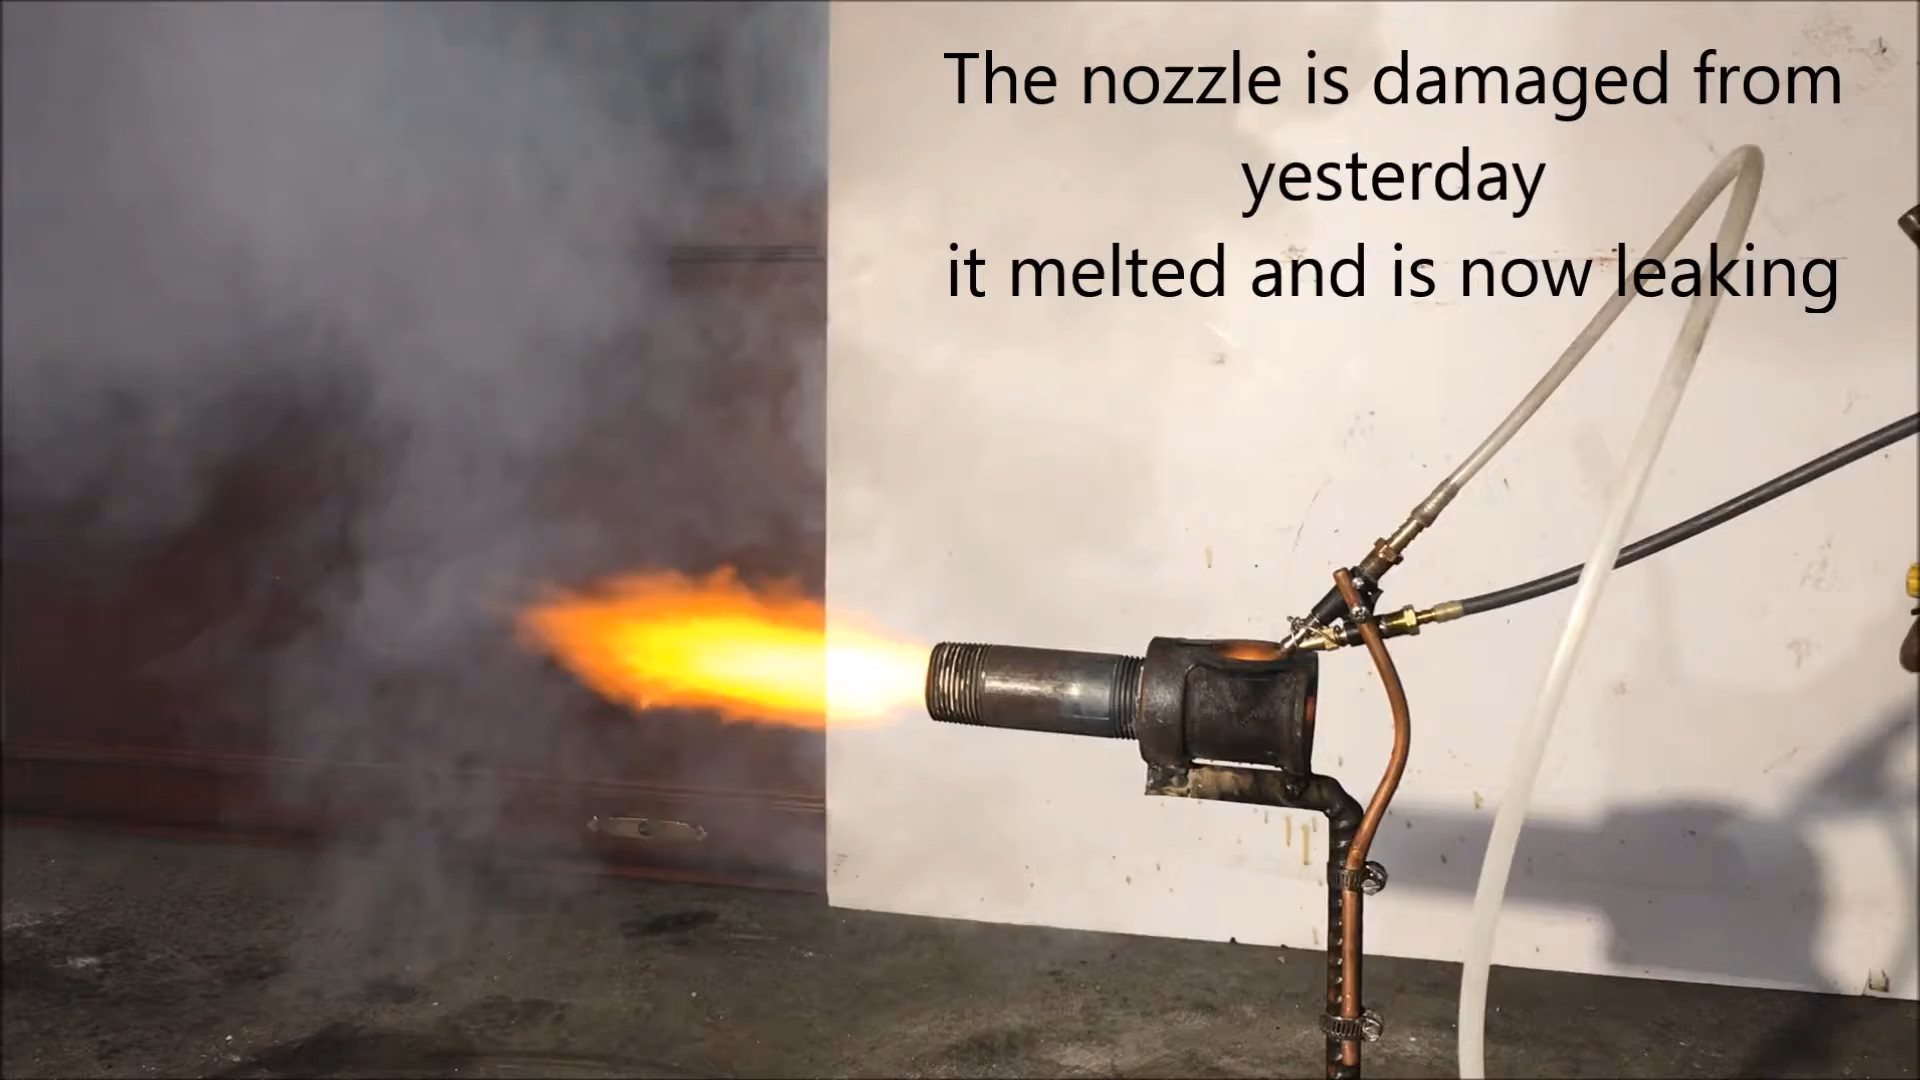 The nozzle is damaged from
yesterday
it melted and is now leaking